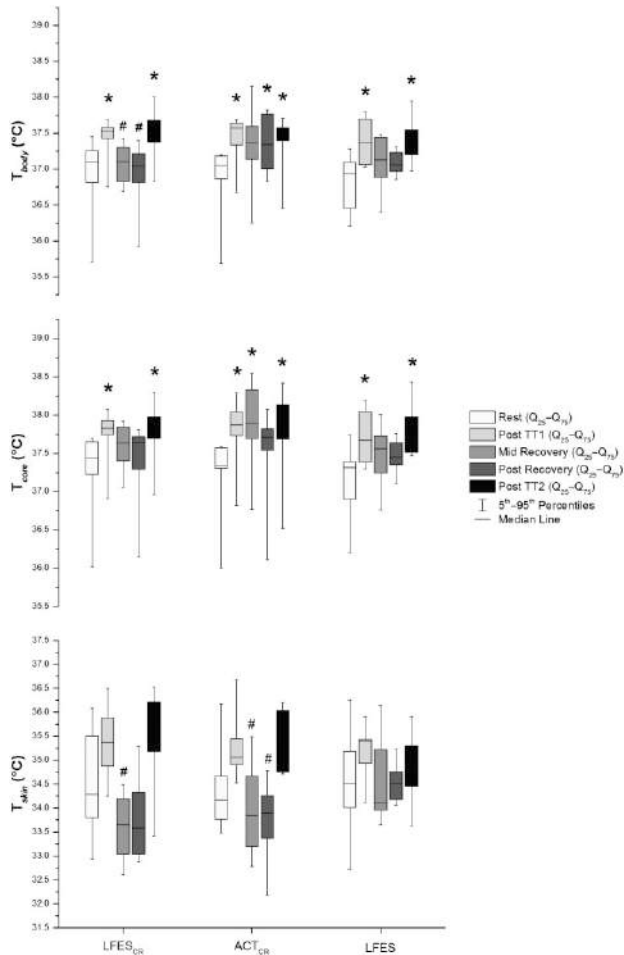 T_body (°C)
38.5
38.0
37.5
37.0
36.5
36.0
35.5
* # # *
* * *
* *
T_core (°C)
39.5
39.0
38.5
38.0
37.5
37.0
36.5
36.0
35.5
* *
* * *
* *
Rest (Q25–Q75)
Post TT1 (Q25–Q75)
Mid Recovery (Q25–Q75)
Post Recovery (Q25–Q75)
Post TT2 (Q25–Q75)
5th–95th Percentiles
Median Line
T_skin (°C)
37.5
37.0
36.5
36.0
35.5
35.0
34.5
34.0
33.5
33.0
32.5
32.0
31.5
#
# #
LFES_CR ACT_CR LFES